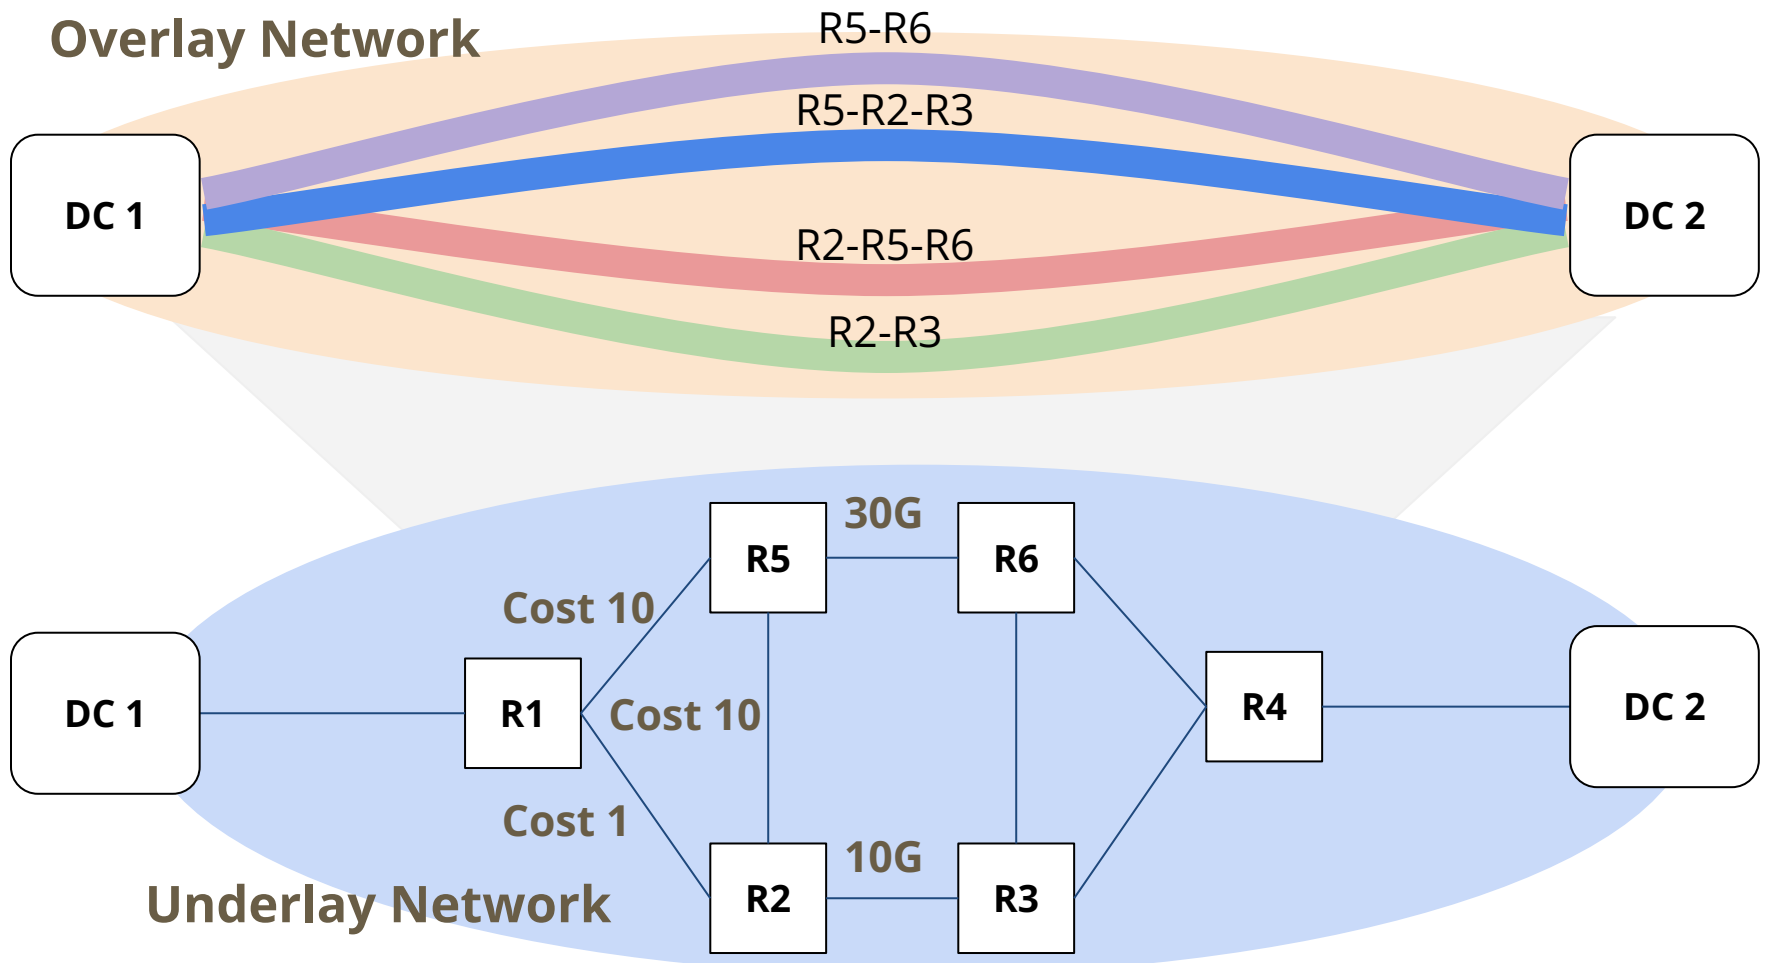 Overlay Network
R5-R6
R5-R2-R3
DC 1
DC 2
R2-R5-R6
R2-R3
30G
R5
R6
Cost 10
DC 1
R1
Cost 10
R4
DC 2
Cost 1
10G
R2
R3
Underlay Network